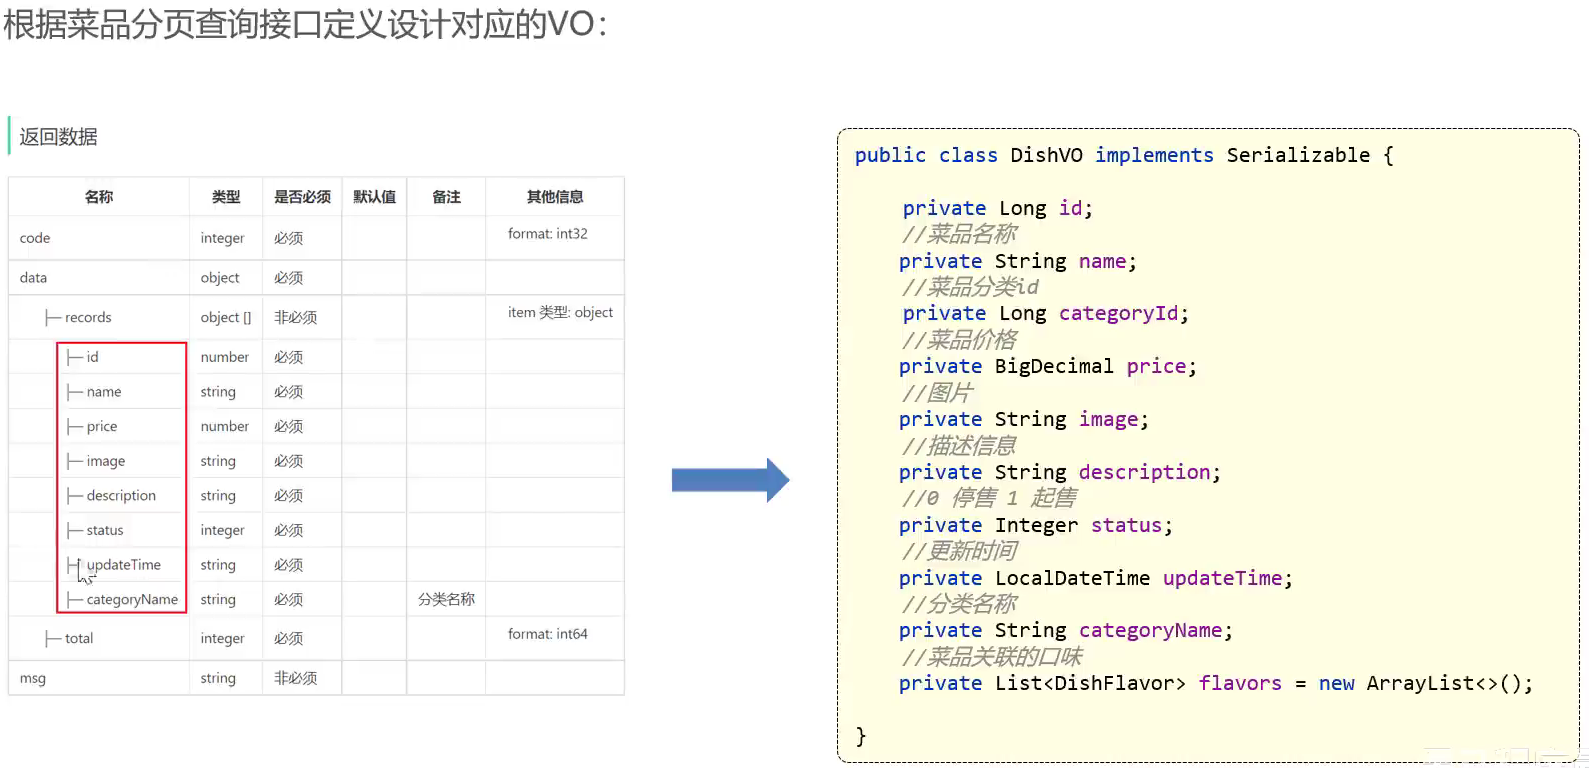 根据菜品分页查询接口定义设计对应的VO：
返回数据
名称 类型 是否必须 默认值 备注 其他信息
code integer 必须 format: int32
data object 必须
├─ records object [] 非必须 item 类型: object
├─ id number 必须
├─ name string 必须
├─ price number 必须
├─ image string 必须
├─ description string 必须
├─ status integer 必须
├─ updateTime string 必须
├─ categoryName string 必须 分类名称
├─ total integer 必须 format: int64
msg string 非必须
public class DishVO implements Serializable {
private Long id;
//菜品名称
private String name;
//菜品分类id
private Long categoryId;
//菜品价格
private BigDecimal price;
//图片
private String image;
//描述信息
private String description;
//0 停售 1 起售
private Integer status;
//更新时间
private LocalDateTime updateTime;
//分类名称
private String categoryName;
//菜品关联的口味
private List<DishFlavor> flavors = new ArrayList<>();
}